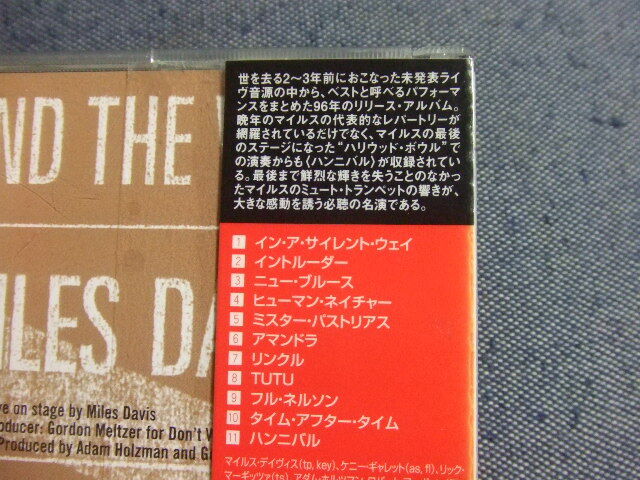 世を去る2〜3年前におこなった未発表ライ
ヴ音源の中から、ベストと呼べるパフォーマ
ンスをまとめた96年のリリース・アルバム。
晩年のマイルスの代表的なレパートリーが
網羅されているだけでなく、マイルスの最後
のステージになった“ハリウッド・ボウル”で
の演奏からも〈ハンニバル〉が収録されてい
る。最後まで鮮烈な輝きを失うことのなかっ
たマイルスのミュート・トランペットの響きが、
大きな感動を誘う必聴の名演である。
1 イン・ア・サイレント・ウェイ
2 イントルーダー
3 ニュー・ブルース
4 ヒューマン・ネイチャー
5 ミスター・パストリアス
6 アマンドラ
7 リンクル
8 TUTU
9 フル・ネルソン
10 タイム・アフター・タイム
11 ハンニバル
マイルス・デイヴィス(tp, key)、ケニー・ギャレット(as, fl)、リック・
マーギッツァ(ts)、アダム・ホルツマン
ND THE
ILES DA
ve on stage by Miles Davis
oducer: Gordon Meltzer for Don't
Produced by Adam Holzman and